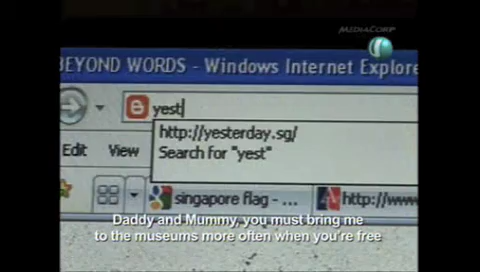 MEDIACORP
BEYOND WORDS - Windows Internet Explore
yest
http://yesterday.sg/
Edit View
Search for "yest"
singapore flag - ...
http://www
Daddy and Mummy, you must bring me
to the museums more often when you're free